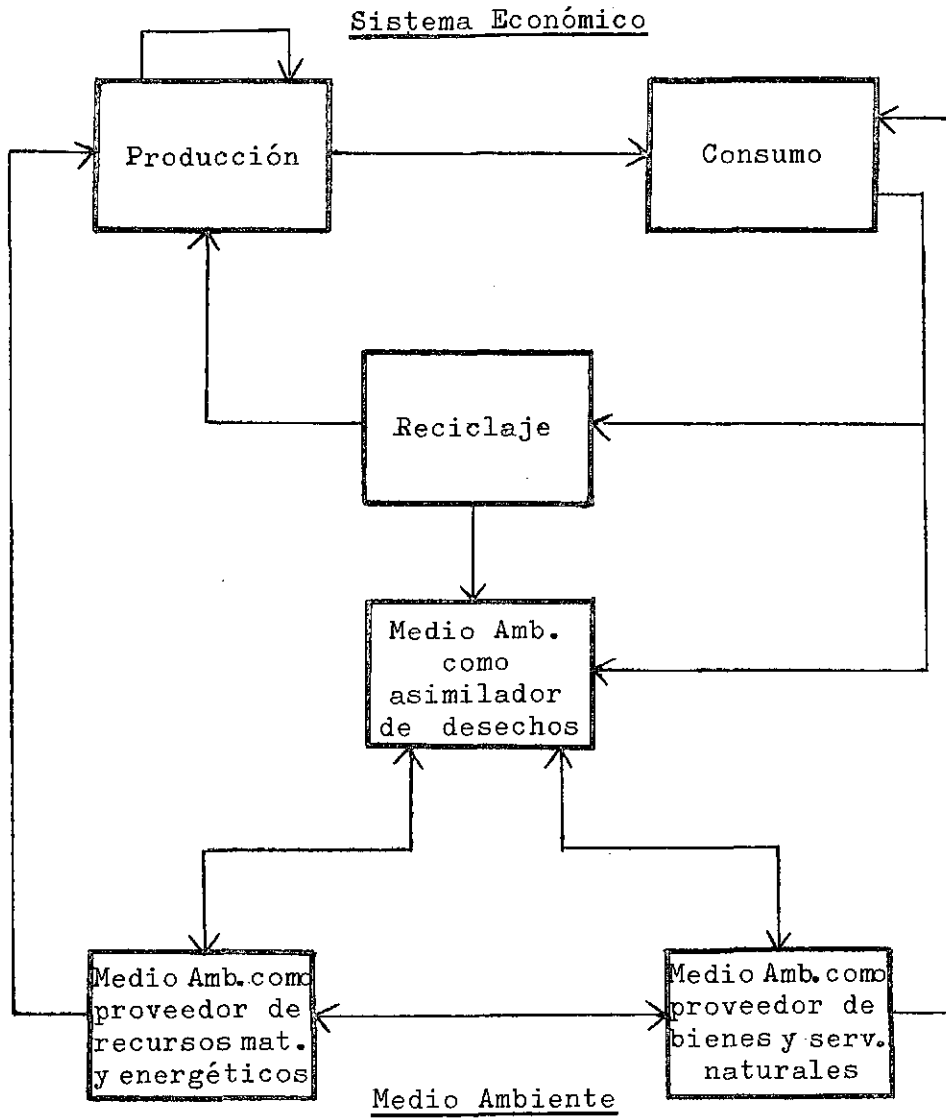 Sistema Económico
Producción
Consumo
Reciclaje
Medio Amb.
como
asimilador
de desechos
Medio Amb. como
proveedor de
recursos mat.
y energéticos
Medio Amb. como
proveedor de
bienes y serv.
naturales
Medio Ambiente